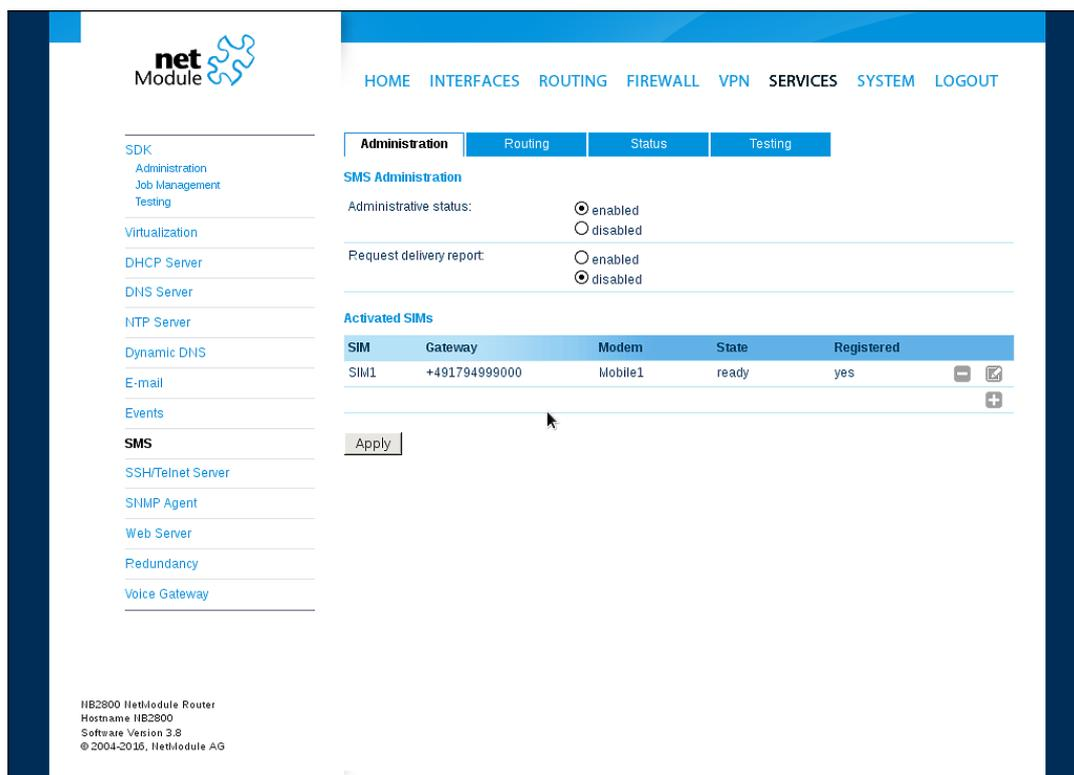 net
Module
HOME INTERFACES ROUTING FIREWALL VPN SERVICES SYSTEM LOGOUT
SDK
Administration
Job Management
Testing
Virtualization
DHCP Server
DNS Server
NTP Server
Dynamic DNS
E-mail
Events
SMS
SSH/Telnet Server
SNMP Agent
Web Server
Redundancy
Voice Gateway
Administration Routing Status Testing
SMS Administration
Administrative status:
enabled
disabled
Request delivery report:
enabled
disabled
Activated SIMs
SIM Gateway Modem State Registered
SIM1 +491794999000 Mobile1 ready yes
Apply
NB2800 NetModule Router
Hostname NB2800
Software Version 3.8
© 2004-2016, NetModule AG